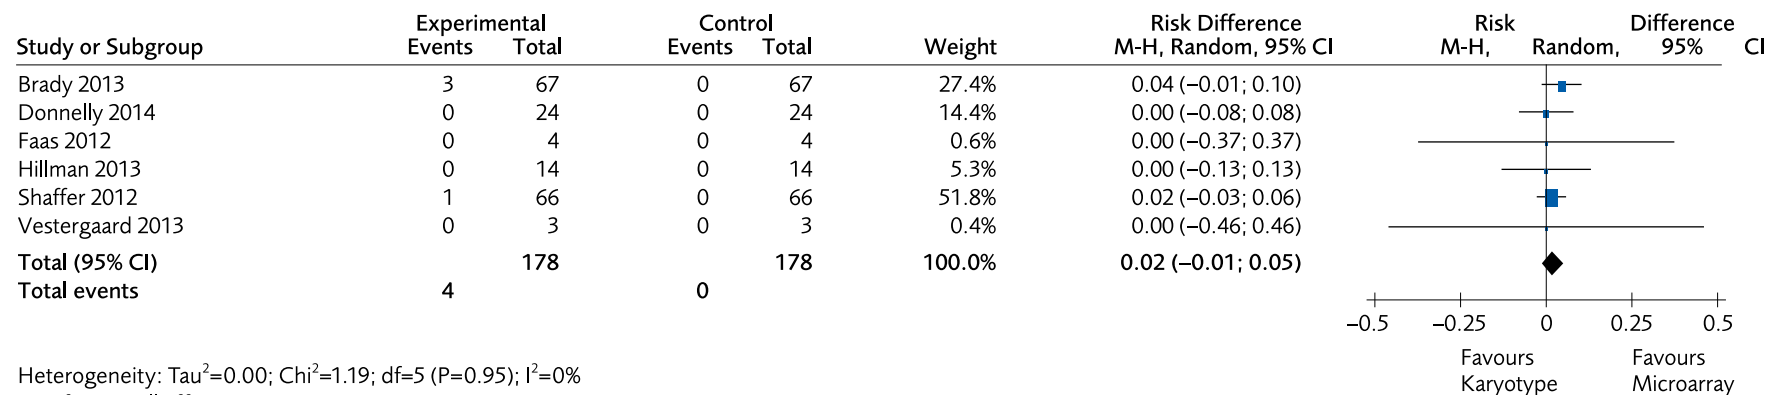 Experimental Control Risk Difference Risk Difference
Study or Subgroup Events Total Events Total Weight M-H, Random, 95% CI M-H, Random, 95% CI
Brady 2013 3 67 0 67 27.4% 0.04 (–0.01; 0.10)
Donnelly 2014 0 24 0 24 14.4% 0.00 (–0.08; 0.08)
Faas 2012 0 4 0 4 0.6% 0.00 (–0.37; 0.37)
Hillman 2013 0 14 0 14 5.3% 0.00 (–0.13; 0.13)
Shaffer 2012 1 66 0 66 51.8% 0.02 (–0.03; 0.06)
Vestergaard 2013 0 3 0 3 0.4% 0.00 (–0.46; 0.46)
Total (95% CI) 178 178 100.0% 0.02 (–0.01; 0.05)
Total events 4 0
–0.5 –0.25 0 0.25 0.5
Favours Favours
Karyotype Microarray
Heterogeneity: Tau²=0.00; Chi²=1.19; df=5 (P=0.95); I²=0%